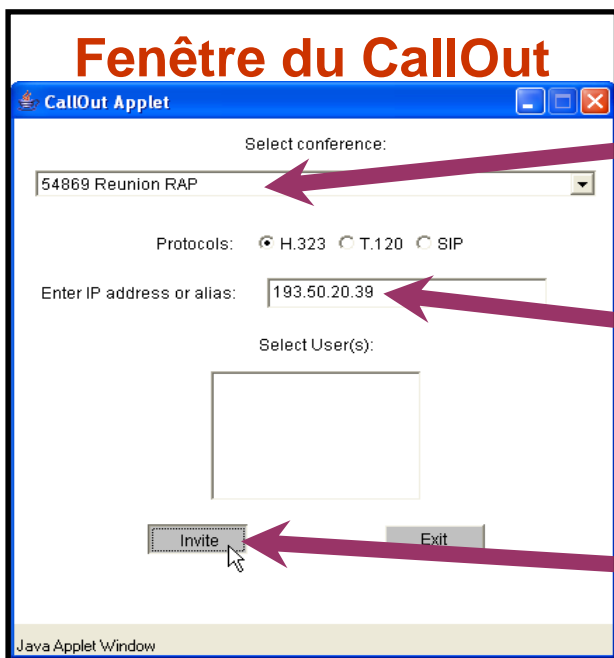 Fenêtre du CallOut
CallOut Applet
Select conference:
54869 Reunion RAP
Protocols: H.323 T.120 SIP
Enter IP address or alias: 193.50.20.39
Select User(s):
Invite Exit
Java Applet Window